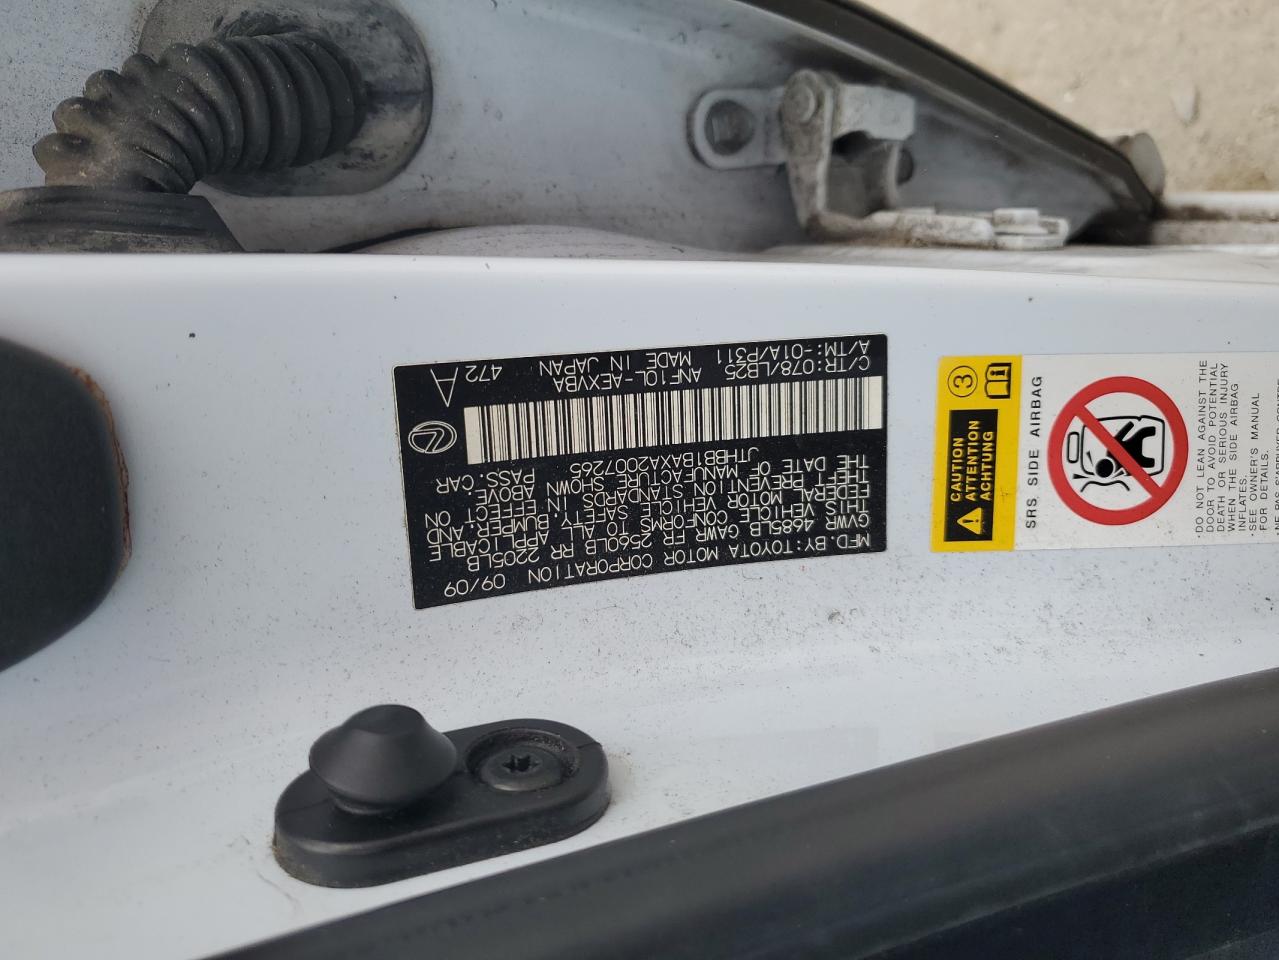 MFD.BY:TOYOTA MOTOR CORPORATION 09/09
GVWR 4685LB GAWR FR 2560LB RR 2205LB
THIS VEHICLE CONFORMS TO ALL APPLICABLE
FEDERAL MOTOR VEHICLE SAFETY, BUMPER, AND
THEFT PREVENTION STANDARDS IN EFFECT ON
THE DATE OF MANUFACTURE SHOWN ABOVE.
JTHBB1BAXA2007265 PASS. CAR
C/TR:078/LB25 ANF10L-AEXVBA 472A
A/TM:-01A/P311 MADE IN JAPAN
3
CAUTION
ATTENTION
ACHTUNG
SRS SIDE AIRBAG
•DO NOT LEAN AGAINST THE
DOOR TO AVOID POTENTIAL
DEATH OR SERIOUS INJURY
WHEN THE SIDE AIRBAG
INFLATES.
•SEE OWNER'S MANUAL
FOR DETAILS.